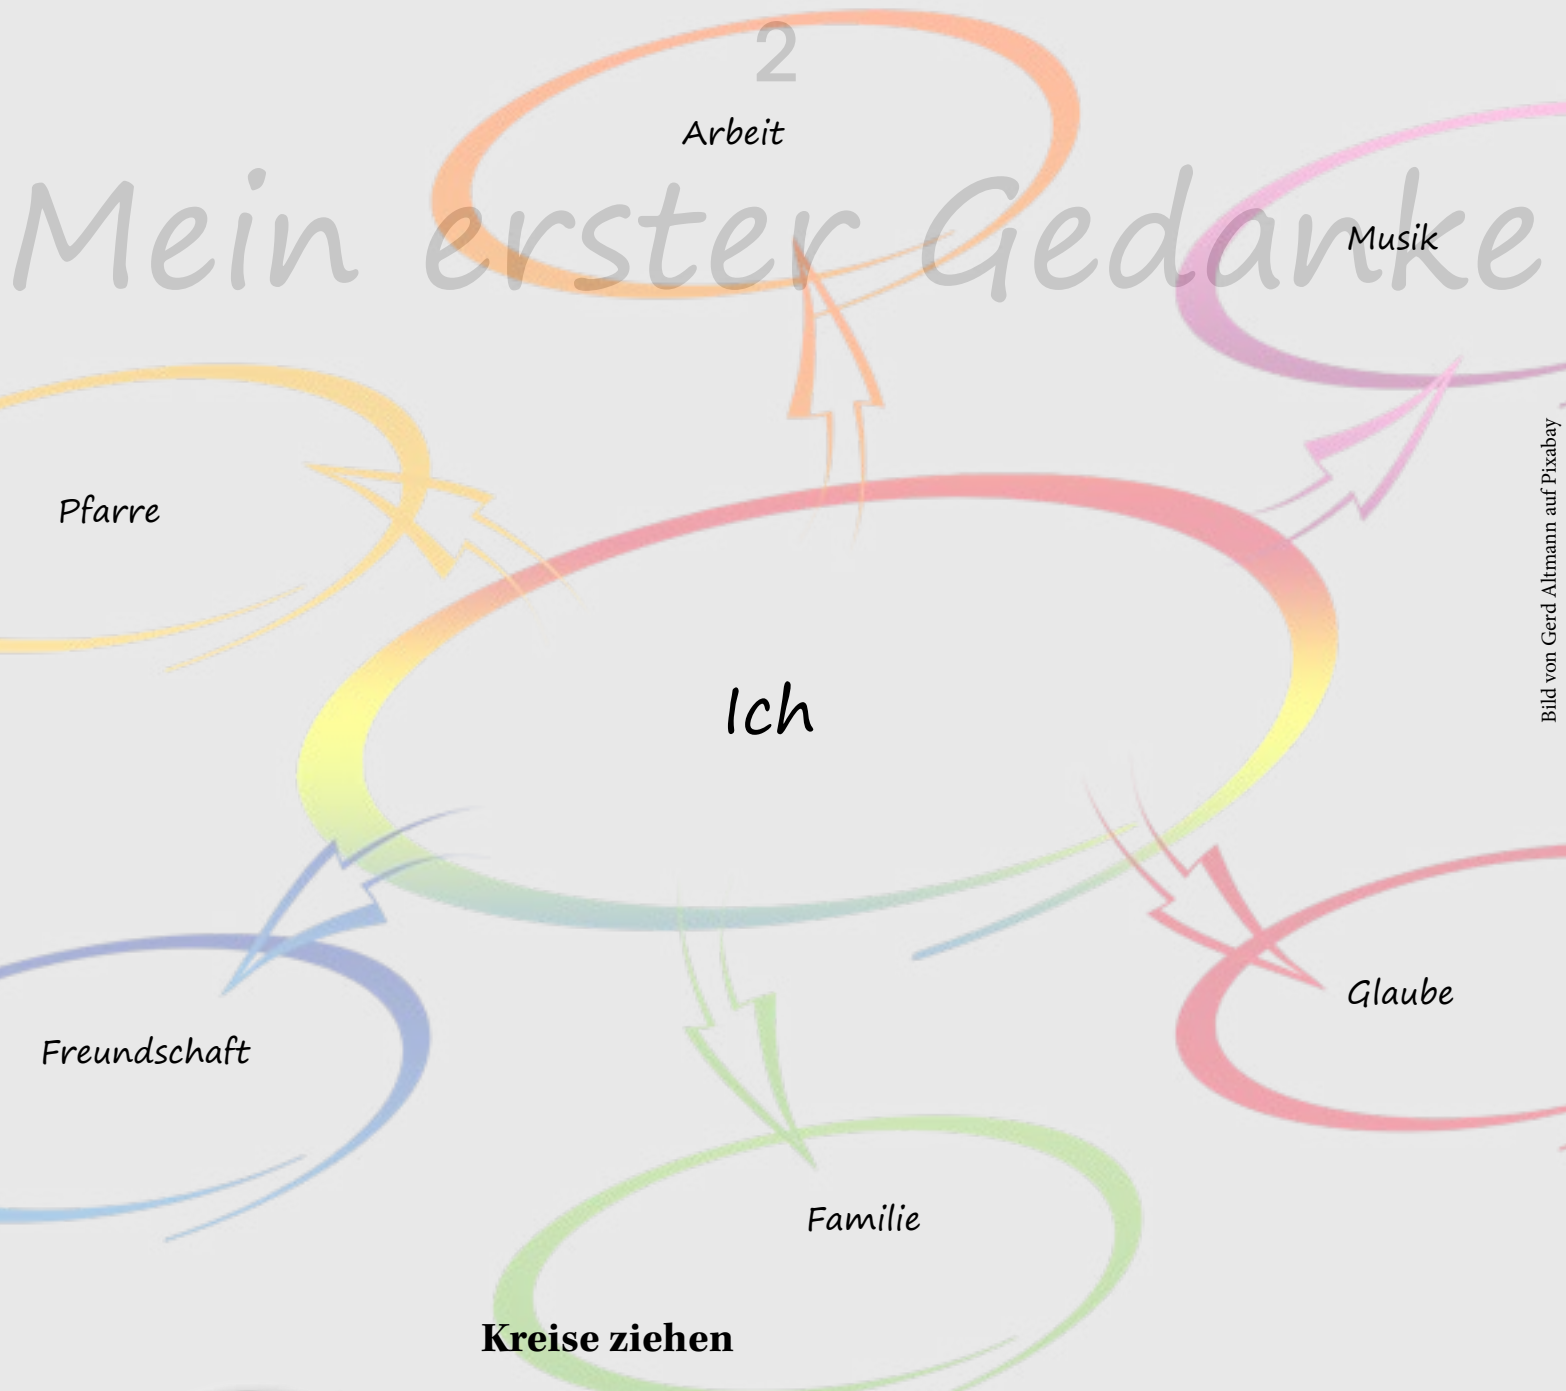 2
Mein erster Gedanke
Arbeit
Musik
Pfarre
Bild von Gerd Altmann auf Pixabay
Ich
Glaube
Freundschaft
Familie
Kreise ziehen